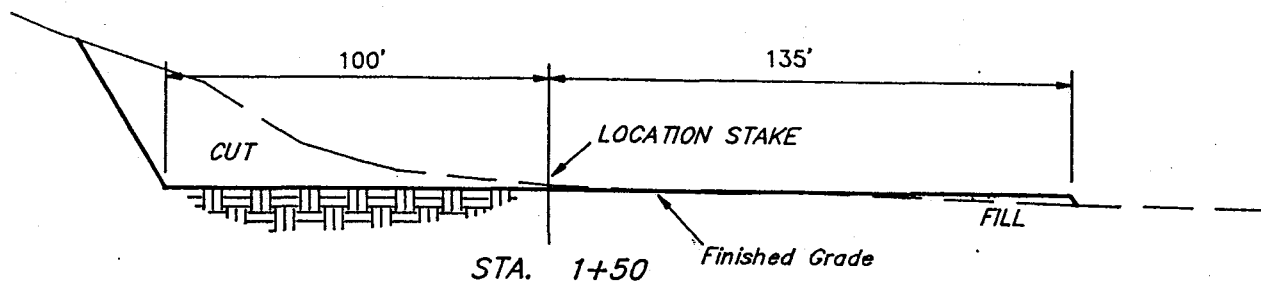 100'
135'
LOCATION STAKE
CUT
FILL
Finished Grade
STA. 1+50